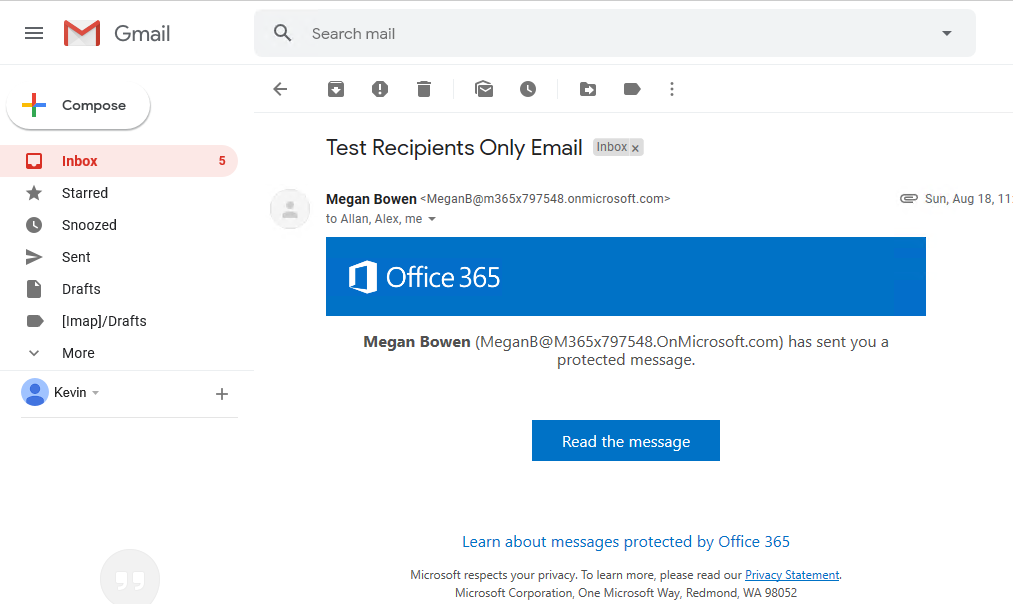 Gmail
Search mail
Compose
Inbox 5
Starred
Snoozed
Sent
Drafts
[Imap]/Drafts
More
Kevin
Test Recipients Only Email Inbox x
Megan Bowen <MeganB@m365x797548.onmicrosoft.com> Sun, Aug 18, 11
to Allan, Alex, me
Office 365
Megan Bowen (MeganB@M365x797548.OnMicrosoft.com) has sent you a
protected message.
Read the message
Learn about messages protected by Office 365
Microsoft respects your privacy. To learn more, please read our Privacy Statement.
Microsoft Corporation, One Microsoft Way, Redmond, WA 98052